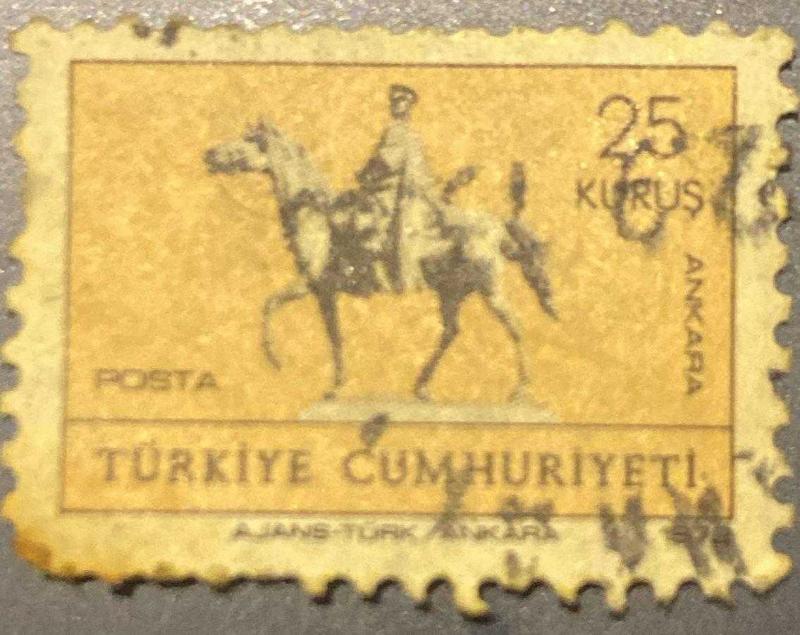 25
KURUŞ
ANKARA
POSTA
TÜRKİYE CUMHURİYETİ
AJANS-TÜRK/ANKARA